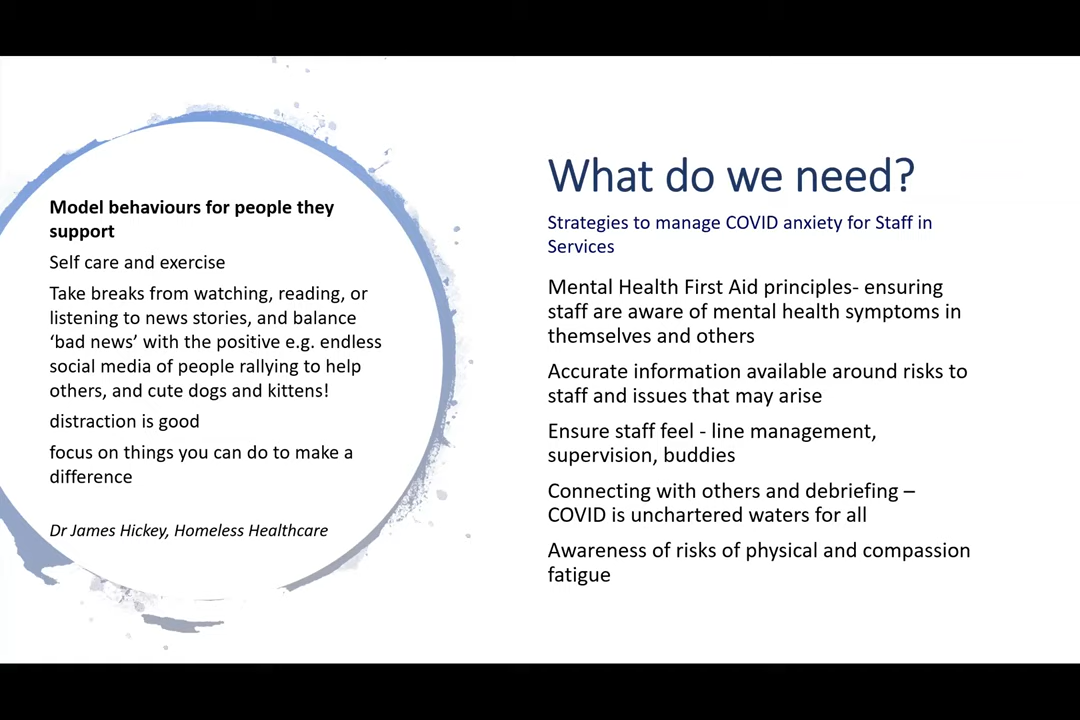 Model behaviours for people they
support
Self care and exercise
Take breaks from watching, reading, or
listening to news stories, and balance
‘bad news’ with the positive e.g. endless
social media of people rallying to help
others, and cute dogs and kittens!
distraction is good
focus on things you can do to make a
difference
Dr James Hickey, Homeless Healthcare
What do we need?
Strategies to manage COVID anxiety for Staff in
Services
Mental Health First Aid principles- ensuring
staff are aware of mental health symptoms in
themselves and others
Accurate information available around risks to
staff and issues that may arise
Ensure staff feel - line management,
supervision, buddies
Connecting with others and debriefing –
COVID is unchartered waters for all
Awareness of risks of physical and compassion
fatigue